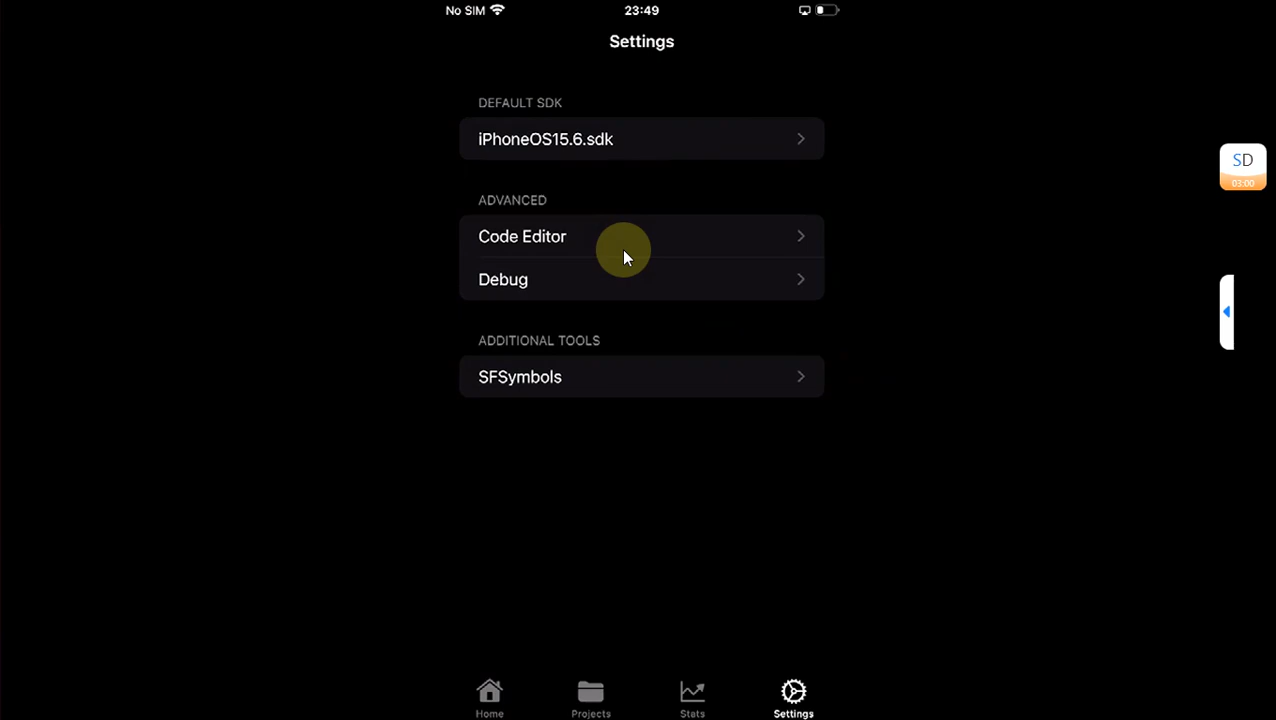 No SIM
23:49
Settings
DEFAULT SDK
iPhoneOS15.6.sdk
ADVANCED
Code Editor
Debug
ADDITIONAL TOOLS
SFSymbols
Home
Projects
Stats
Settings
SD
03:00